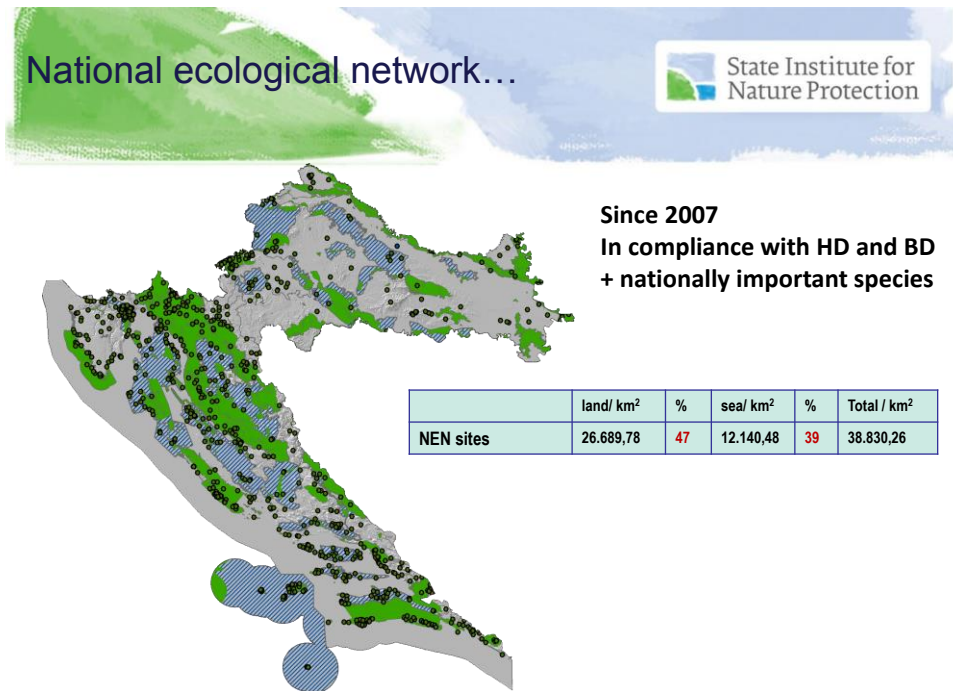 National ecological network…
State Institute for
Nature Protection
Since 2007
In compliance with HD and BD
+ nationally important species
land/ km² % sea/ km² % Total / km²
NEN sites 26.689,78 47 12.140,48 39 38.830,26